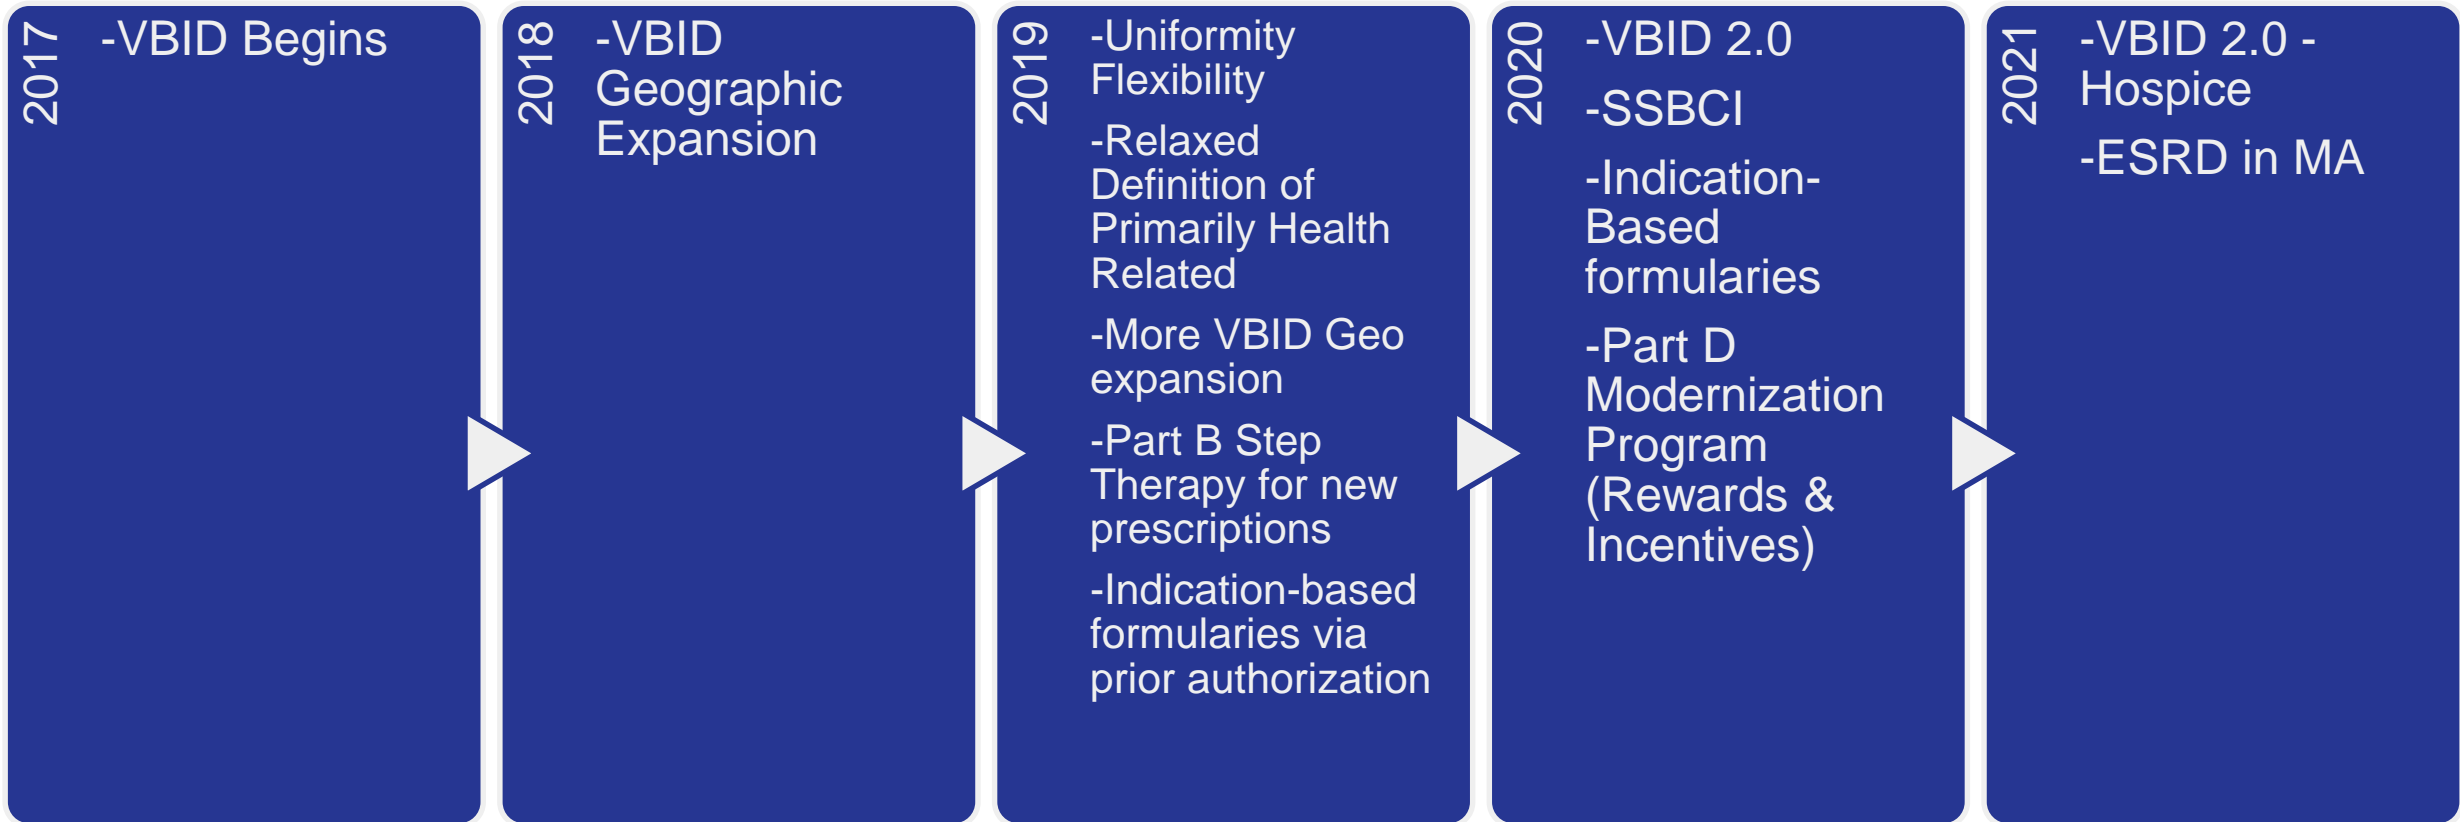 2017
-VBID Begins
2018
-VBID
Geographic
Expansion
2019
-Uniformity
Flexibility
-Relaxed
Definition of
Primarily Health
Related
-More VBID Geo
expansion
-Part B Step
Therapy for new
prescriptions
-Indication-based
formularies via
prior authorization
2020
-VBID 2.0
-SSBCI
-Indication-
Based
formularies
-Part D
Modernization
Program
(Rewards &
Incentives)
2021
-VBID 2.0 -
Hospice
-ESRD in MA